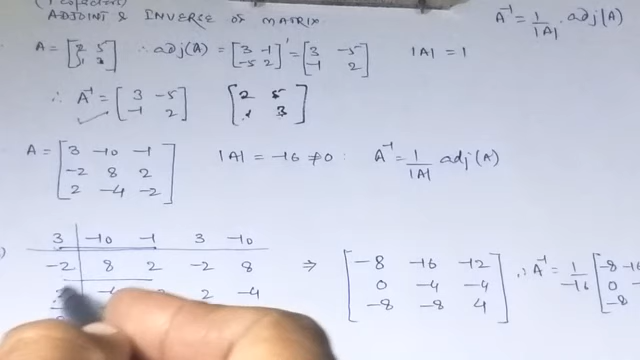 (1 cofactors)
ADJOINT & INVERSE OF MATRIX
A⁻¹ = 1/|A| . adj(A)
A = [2 5; 1 3] ∴ adj(A) = [3 -1; -5 2]' = [3 -5; -1 2] |A| = 1
∴ A⁻¹ = [3 -5; -1 2] [2 5; 1 3]
A = [3 -10 -1; -2 8 2; 2 -4 -2] |A| = -16 ≠ 0 : A⁻¹ = 1/|A| adj(A)
3 -10 -1 3 -10
-2 8 2 -2 8
2 -4
⇒ [-8 -16 -12; 0 -4 -4; -8 -8 4] ∴ A⁻¹ = 1/-16 [-8 -16
0
-8